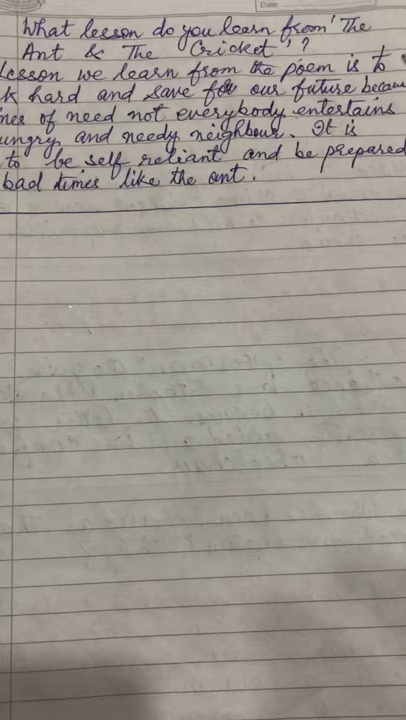 Date
What lesson do you learn from 'The
Ant & The Cricket'?
lesson we learn from the poem is to
k hard and save for our future becau
nes of need not everybody entertains
ungry and needy neighbour. It is
to be self reliant and be prepared
bad times like the ant.